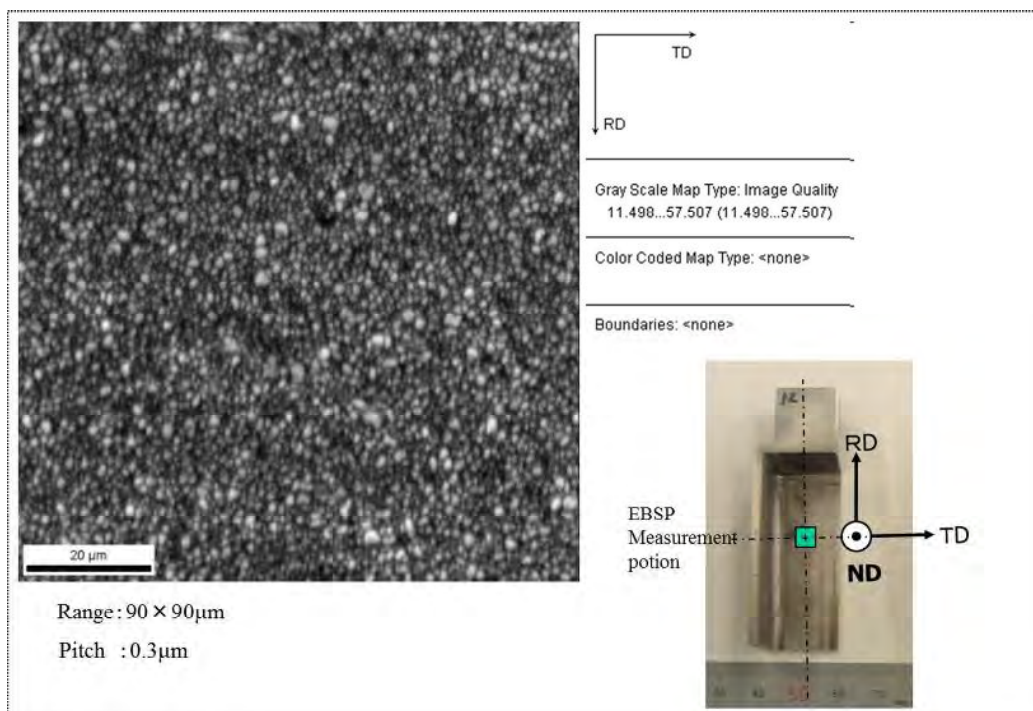 TD
RD
Gray Scale Map Type: Image Quality
11.498...57.507 (11.498...57.507)
Color Coded Map Type: <none>
Boundaries: <none>
20 µm
Range : 90 × 90µm
Pitch : 0.3µm
RD
EBSP
Measurement
potion
TD
ND